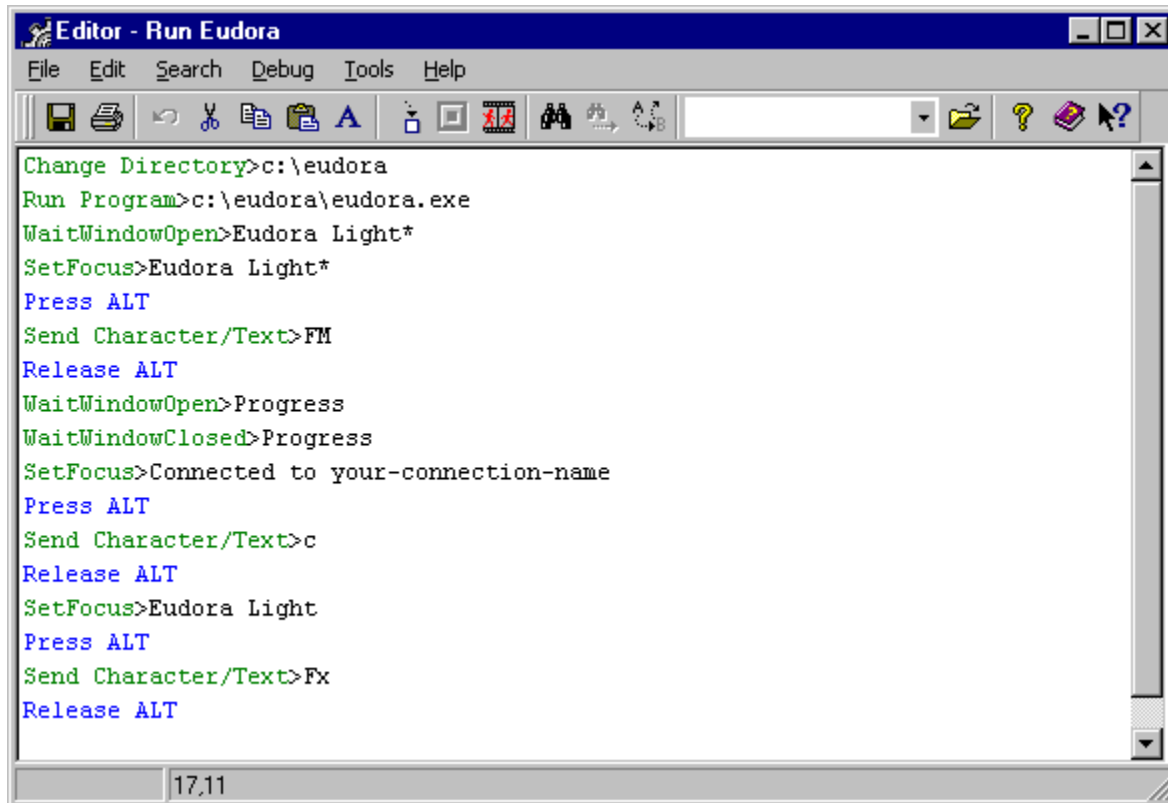 Editor - Run Eudora
File Edit Search Debug Tools Help
Change Directory>c:\eudora
Run Program>c:\eudora\eudora.exe
WaitWindowOpen>Eudora Light*
SetFocus>Eudora Light*
Press ALT
Send Character/Text>FM
Release ALT
WaitWindowOpen>Progress
WaitWindowClosed>Progress
SetFocus>Connected to your-connection-name
Press ALT
Send Character/Text>c
Release ALT
SetFocus>Eudora Light
Press ALT
Send Character/Text>Fx
Release ALT
17,11